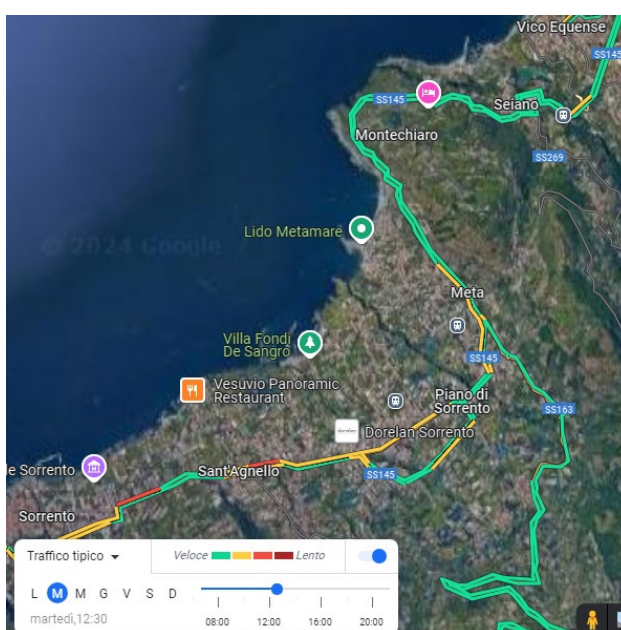 Vico Equense
SS145
SS145
Seiano
Montechiaro
SS269
Lido Metamare
© 2024 Google
Meta
Villa Fondi
De Sangro
SS145
Vesuvio Panoramic
Restaurant
Piano di
Sorrento
SS163
dorelan
Dorelan Sorrento
le Sorrento
Sant'Agnello
SS145
Sorrento
Traffico tipico
Veloce
Lento
L M M G V S D
martedì,12:30
08:00 12:00 16:00 20:00